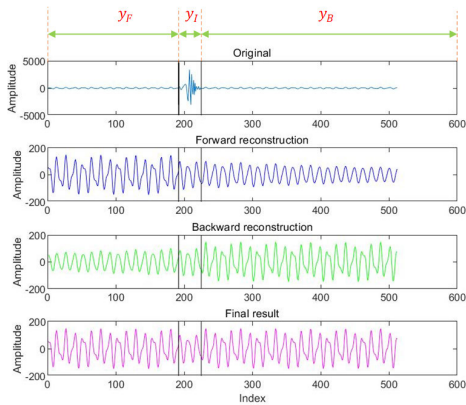 y_F y_I y_B
Original
5000
0
-5000
Amplitude
0 100 200 300 400 500 600
Forward reconstruction
200
0
-200
Amplitude
0 100 200 300 400 500 600
Backward reconstruction
200
0
-200
Amplitude
0 100 200 300 400 500 600
Final result
200
0
-200
Amplitude
0 100 200 300 400 500 600
Index